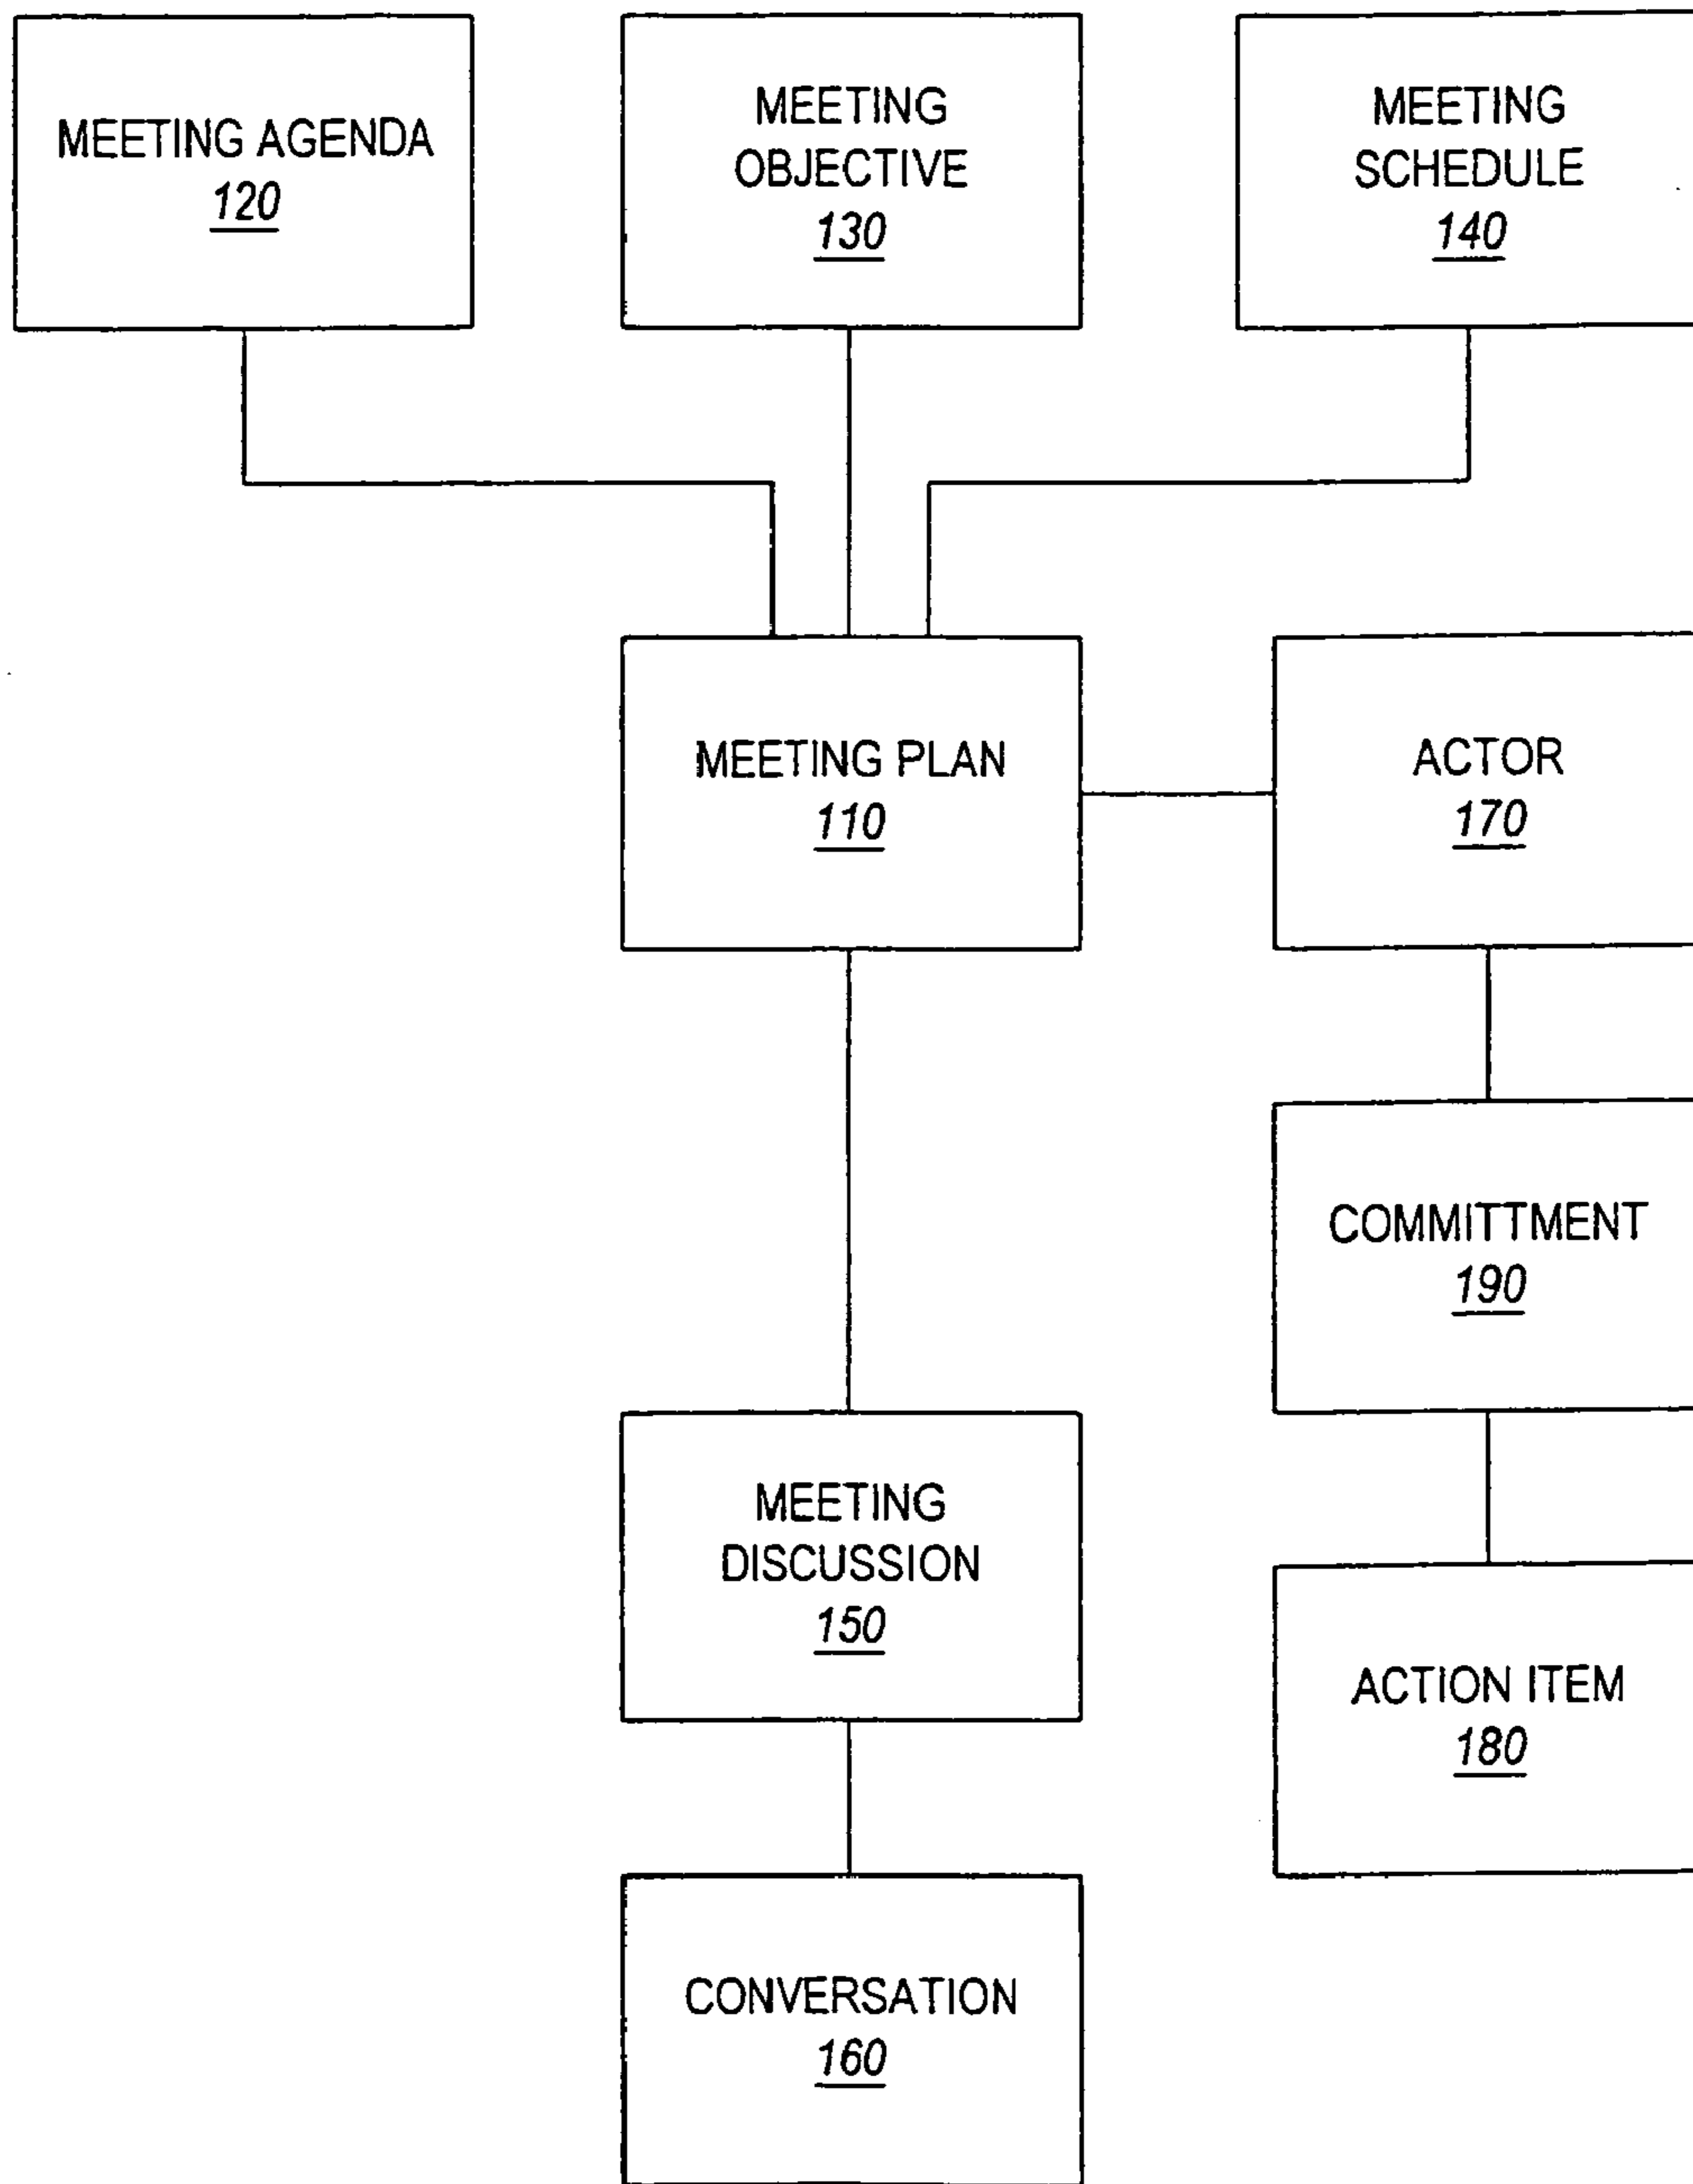 MEETING AGENDA
120
MEETING
OBJECTIVE
130
MEETING
SCHEDULE
140
MEETING PLAN
110
ACTOR
170
COMMITTMENT
190
MEETING
DISCUSSION
150
ACTION ITEM
180
CONVERSATION
160